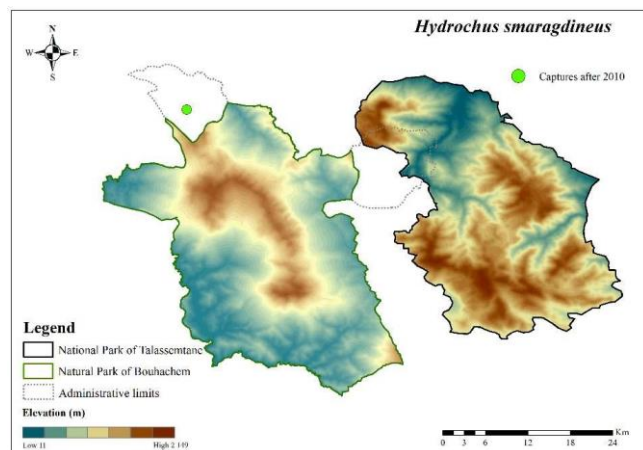 Hydrochus smaragdineus
N
W E
S
Captures after 2010
Legend
National Park of Talassemtane
Natural Park of Bouhachem
Administrative limits
Elevation (m)
Low 11 High 2 149
Km
0 3 6 12 18 24